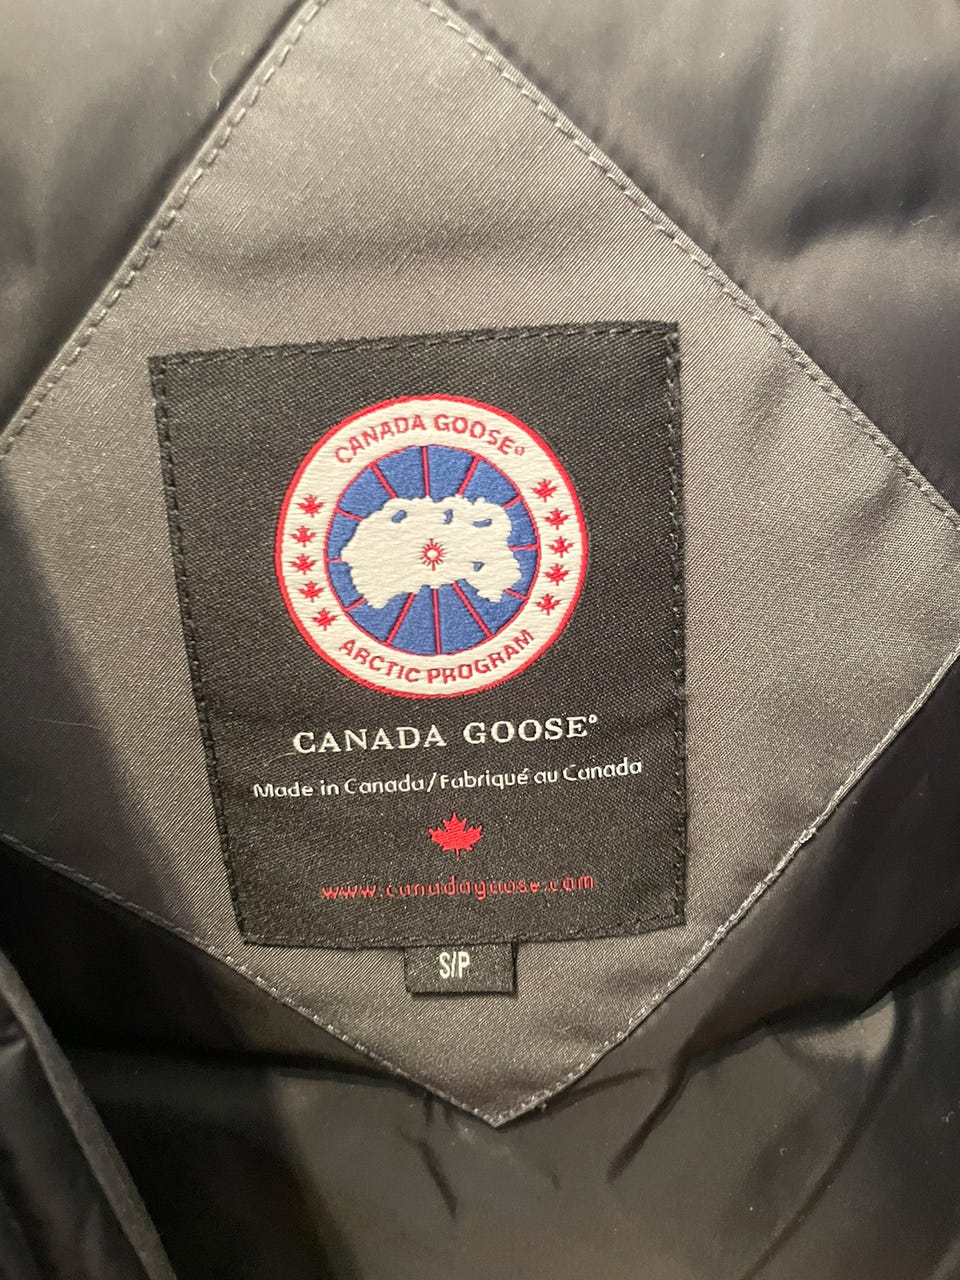 CANADA GOOSE®
ARCTIC PROGRAM
CANADA GOOSE®
Made in Canada/Fabriqué au Canada
www.canadagoose.com
S/P